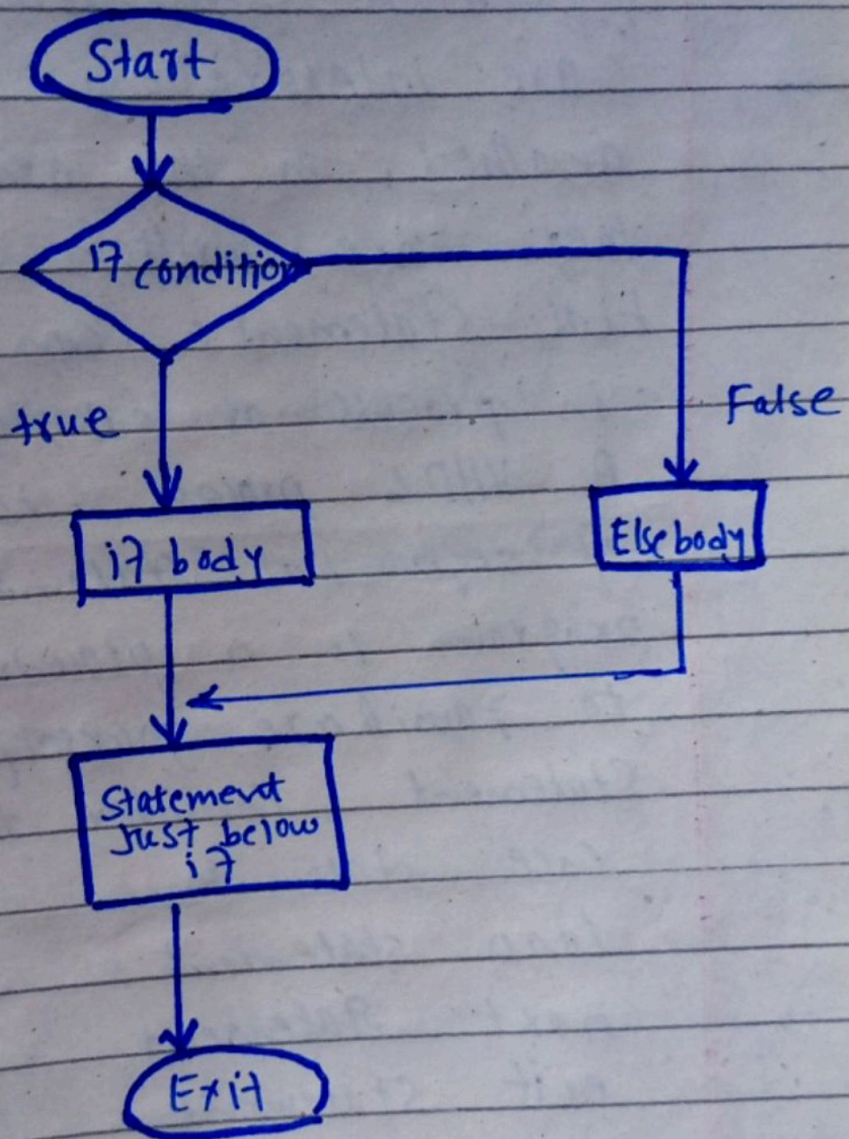 Start
if condition
true
False
if body
Else body
Statement
Just below
if
Exit